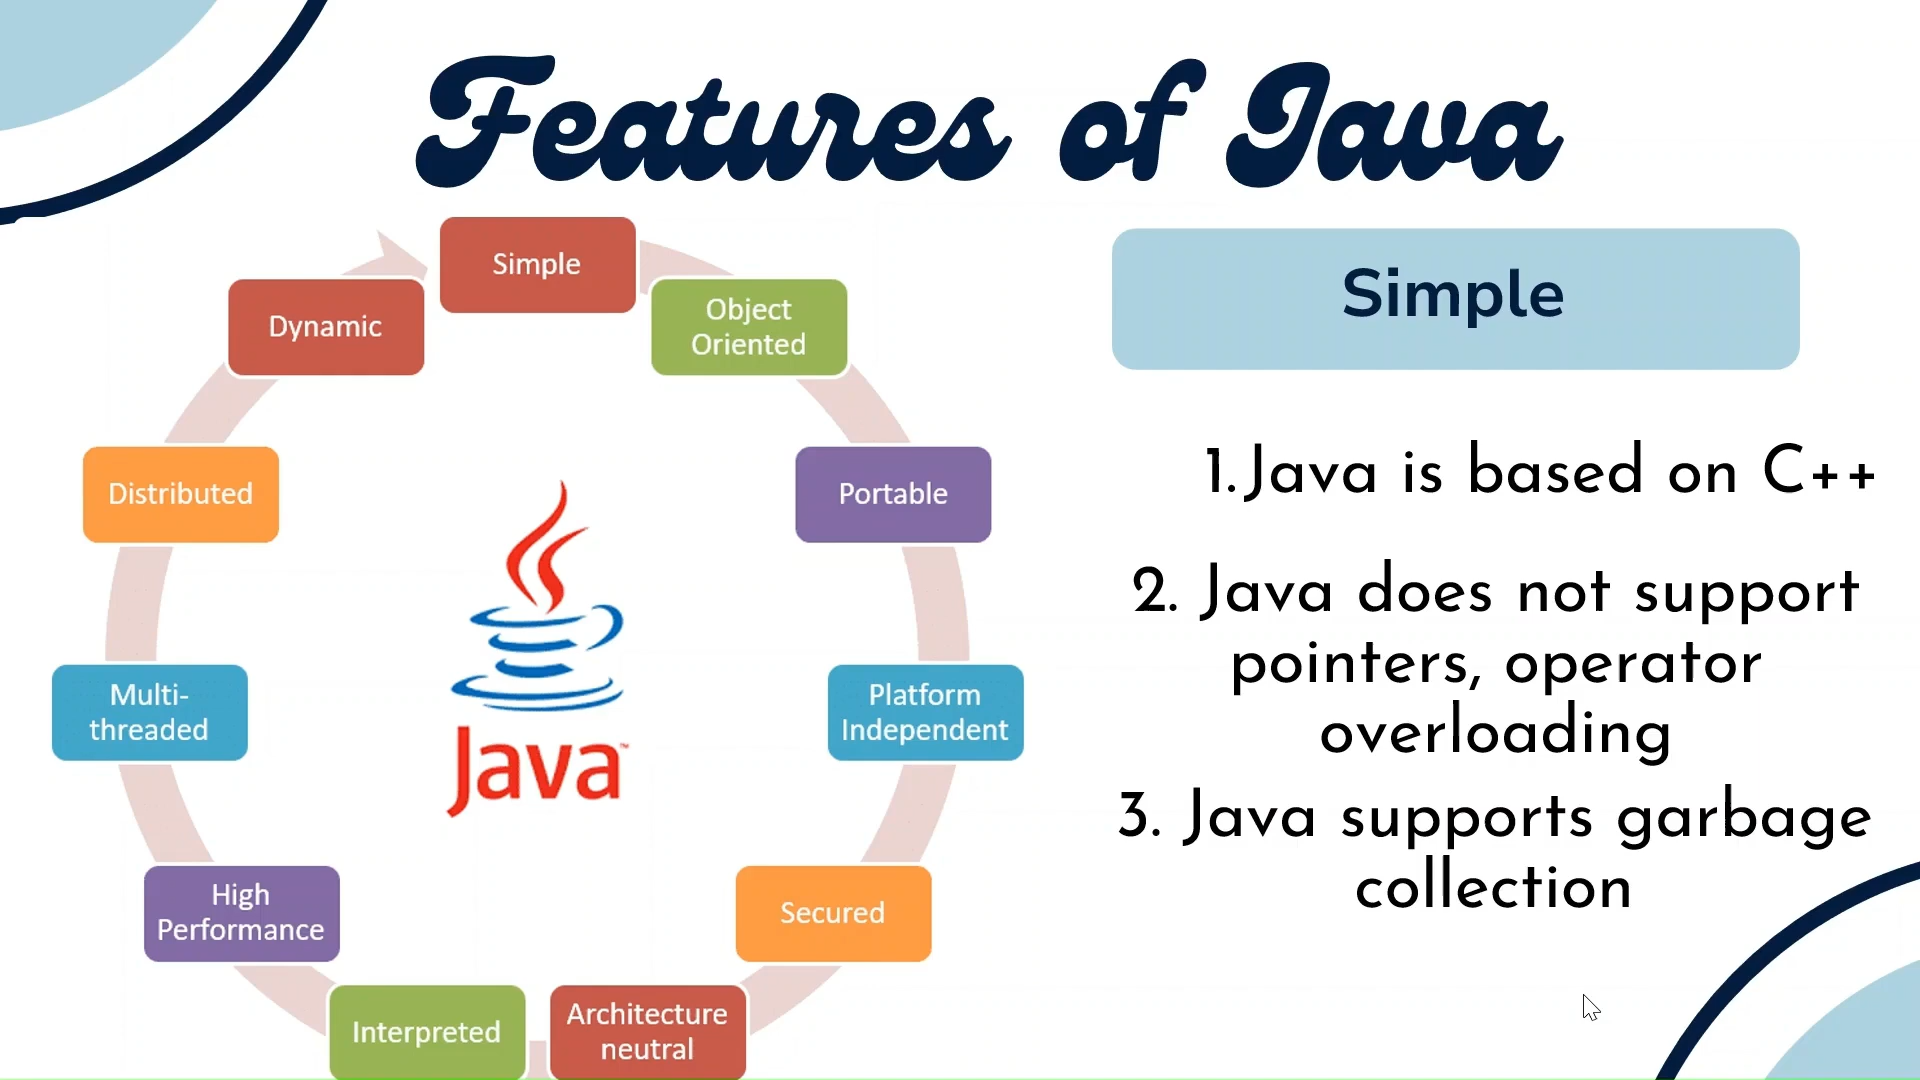 Features of Java
Simple
Object
Oriented
Portable
Platform
Independent
Secured
Architecture
neutral
Interpreted
High
Performance
Multi-
threaded
Distributed
Dynamic
Java™
Simple
1.Java is based on C++
2. Java does not support
pointers, operator
overloading
3. Java supports garbage
collection